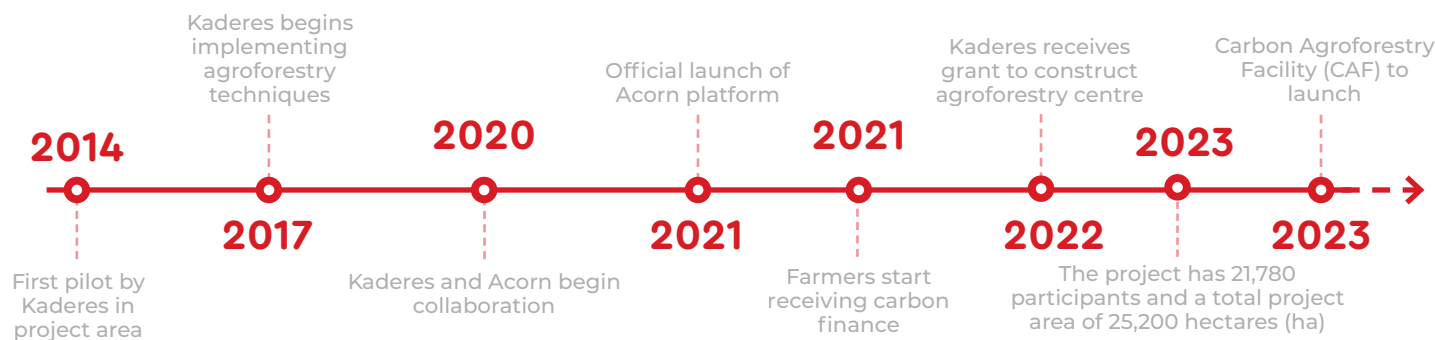 2014
First pilot by
Kaderes in
project area
Kaderes begins
implementing
agroforestry
techniques
2017
2020
Kaderes and Acorn begin
collaboration
Official launch of
Acorn platform
2021
2021
Farmers start
receiving carbon
finance
Kaderes receives
grant to construct
agroforestry centre
2022
2023
The project has 21,780
participants and a total project
area of 25,200 hectares (ha)
Carbon Agroforestry
Facility (CAF) to
launch
2023